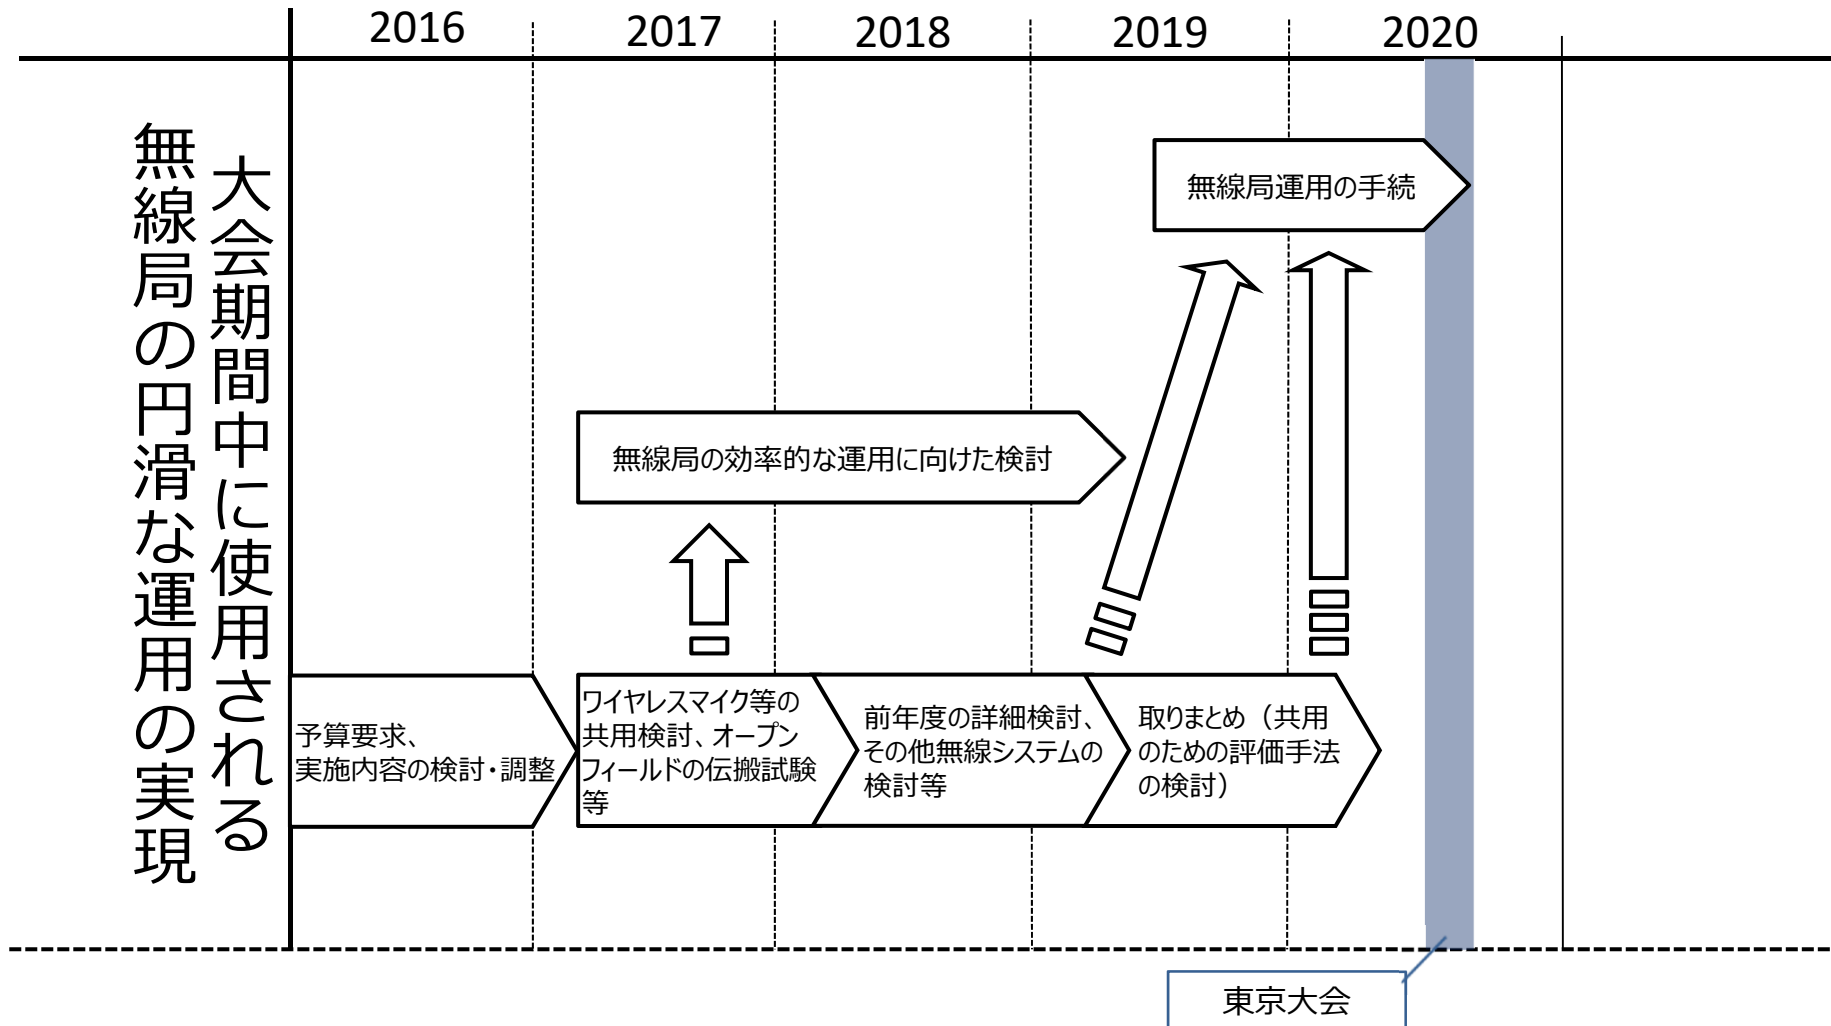 2016
2017
2018
2019
2020
大会期間中に使用される
無線局の円滑な運用の実現
無線局運用の手続
無線局の効率的な運用に向けた検討
予算要求、
実施内容の検討・調整
ワイヤレスマイク等の
共用検討、オープン
フィールドの伝搬試験
等
前年度の詳細検討、
その他無線システムの
検討等
取りまとめ（共用
のための評価手法
の検討）
東京大会